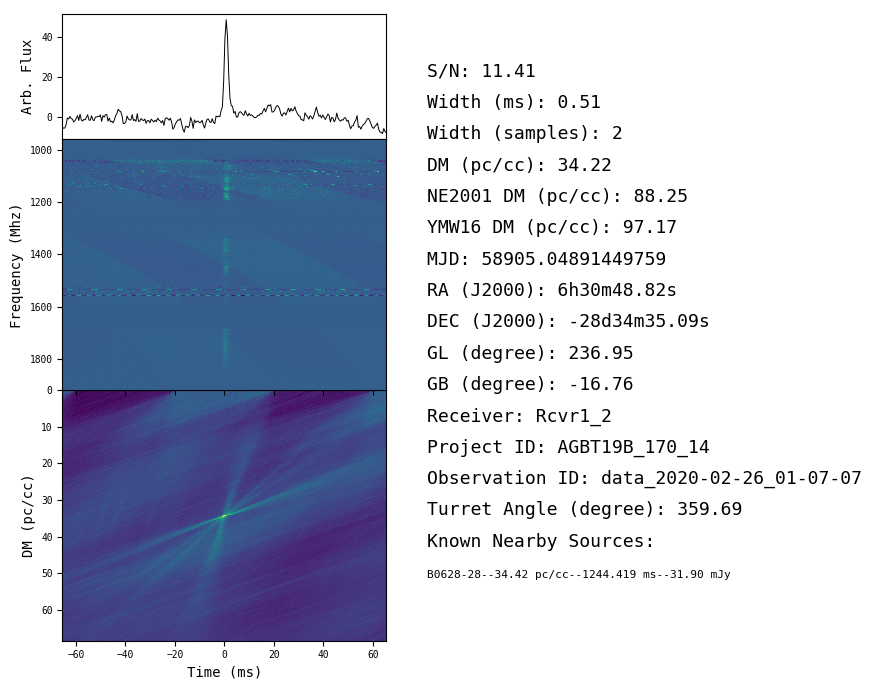 40
20
0
Arb. Flux
1000
1200
1400
1600
1800
Frequency (Mhz)
0
10
20
30
40
50
60
DM (pc/cc)
−60 −40 −20 0 20 40 60
Time (ms)
S/N: 11.41
Width (ms): 0.51
Width (samples): 2
DM (pc/cc): 34.22
NE2001 DM (pc/cc): 88.25
YMW16 DM (pc/cc): 97.17
MJD: 58905.04891449759
RA (J2000): 6h30m48.82s
DEC (J2000): -28d34m35.09s
GL (degree): 236.95
GB (degree): -16.76
Receiver: Rcvr1_2
Project ID: AGBT19B_170_14
Observation ID: data_2020-02-26_01-07-07
Turret Angle (degree): 359.69
Known Nearby Sources:
B0628-28--34.42 pc/cc--1244.419 ms--31.90 mJy